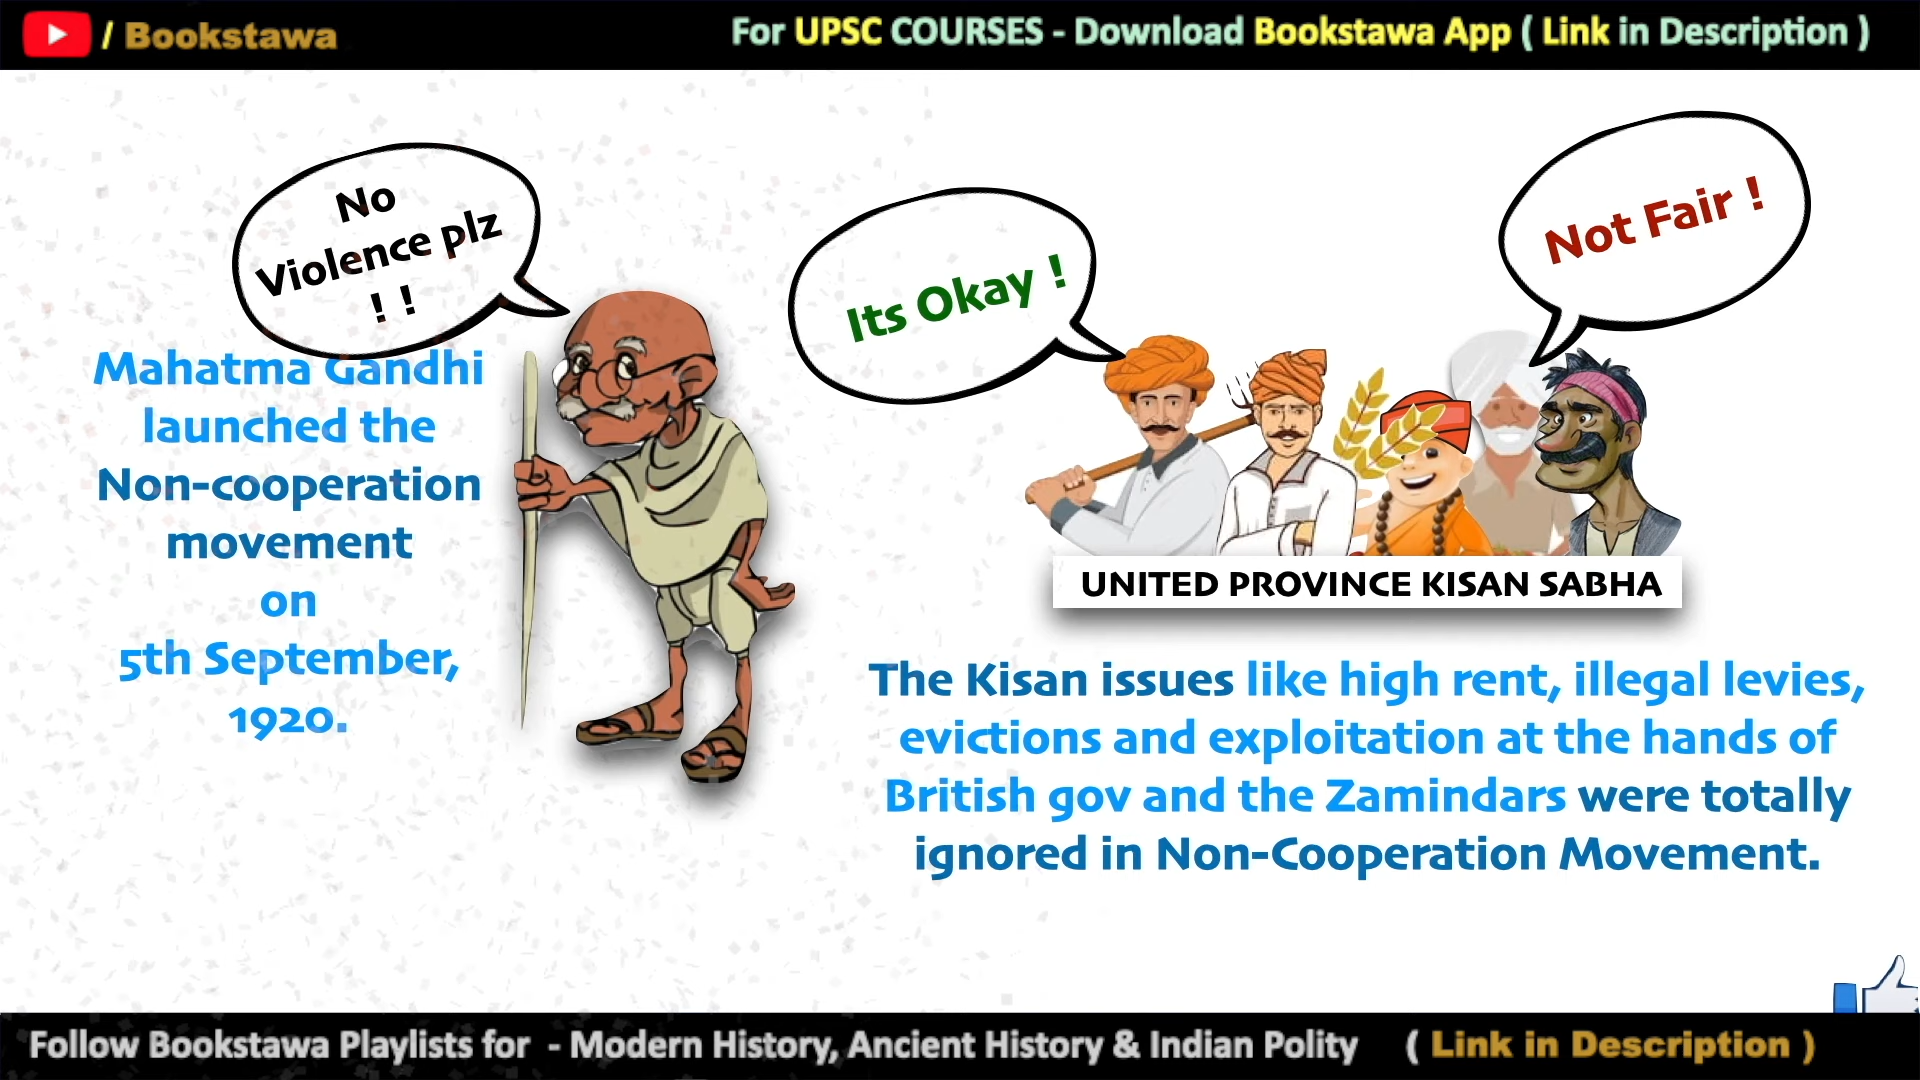 / Bookstawa
For UPSC COURSES - Download Bookstawa App ( Link in Description )
No
Violence plz
! !
Mahatma Gandhi
launched the
Non-cooperation
movement
on
5th September,
1920.
Its Okay !
Not Fair !
UNITED PROVINCE KISAN SABHA
The Kisan issues like high rent, illegal levies,
evictions and exploitation at the hands of
British gov and the Zamindars were totally
ignored in Non-Cooperation Movement.
Follow Bookstawa Playlists for - Modern History, Ancient History & Indian Polity ( Link in Description )